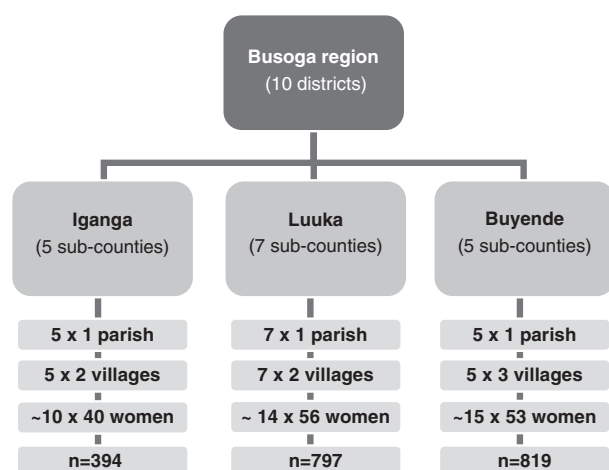 Busoga region
(10 districts)
Iganga
(5 sub-counties)
Luuka
(7 sub-counties)
Buyende
(5 sub-counties)
5 x 1 parish
7 x 1 parish
5 x 1 parish
5 x 2 villages
7 x 2 villages
5 x 3 villages
~10 x 40 women
~ 14 x 56 women
~15 x 53 women
n=394
n=797
n=819